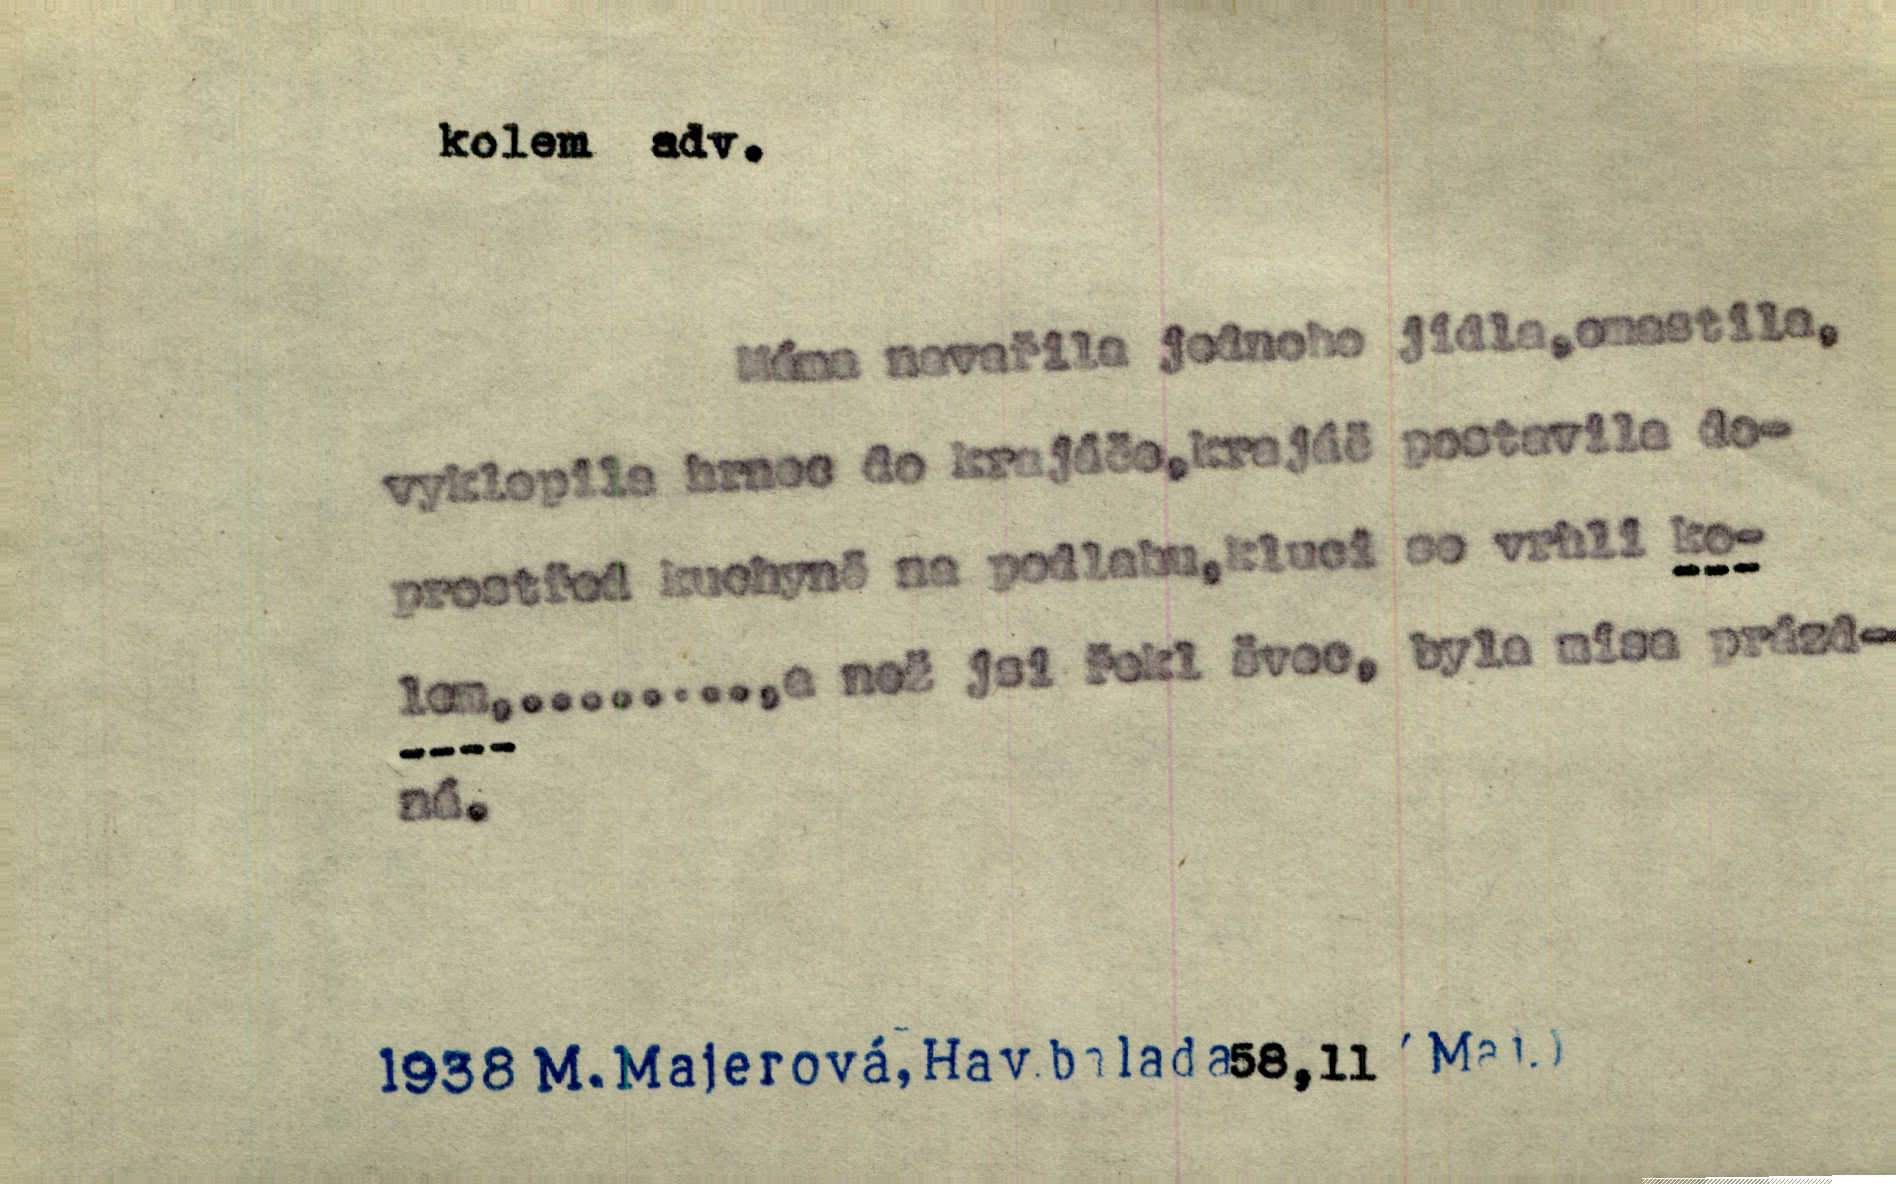 kolem adv.
Máma navařila jednoho jídla,omastila,
vyklopila hrnec do krajáče,krajáč postavila do-
prostřed kuchyně na podlahu,kluci se vrhli ko-
lem,.........,a než jsi řekl švec, byla mísa prázd-
ná.
1938 M.Majerová,Hav.balada58,11 (Maj.)